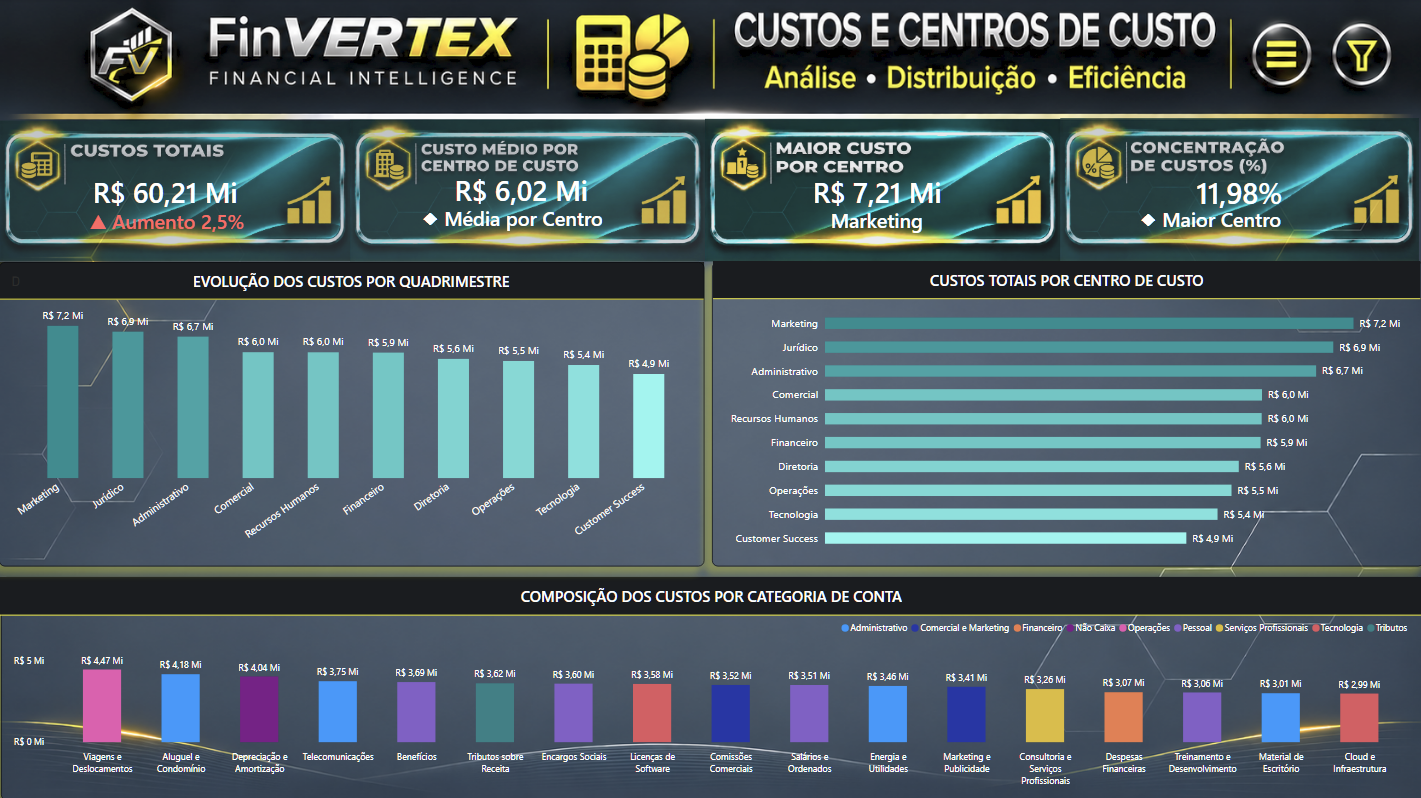 FinVERTEX
FINANCIAL INTELLIGENCE
CUSTOS E CENTROS DE CUSTO
Análise • Distribuição • Eficiência
FV
CUSTOS TOTAIS
R$ 60,21 Mi
▲ Aumento 2,5%
CUSTO MÉDIO POR
CENTRO DE CUSTO
R$ 6,02 Mi
◆ Média por Centro
1
MAIOR CUSTO
POR CENTRO
R$ 7,21 Mi
Marketing
%
CONCENTRAÇÃO
DE CUSTOS (%)
11,98%
◆ Maior Centro
EVOLUÇÃO DOS CUSTOS POR QUADRIMESTRE
R$ 7,2 Mi
R$ 6,9 Mi
R$ 6,7 Mi
R$ 6,0 Mi
R$ 6,0 Mi
R$ 5,9 Mi
R$ 5,6 Mi
R$ 5,5 Mi
R$ 5,4 Mi
R$ 4,9 Mi
Marketing
Jurídico
Administrativo
Comercial
Recursos Humanos
Financeiro
Diretoria
Operações
Tecnologia
Customer Success
CUSTOS TOTAIS POR CENTRO DE CUSTO
Marketing R$ 7,2 Mi
Jurídico R$ 6,9 Mi
Administrativo R$ 6,7 Mi
Comercial R$ 6,0 Mi
Recursos Humanos R$ 6,0 Mi
Financeiro R$ 5,9 Mi
Diretoria R$ 5,6 Mi
Operações R$ 5,5 Mi
Tecnologia R$ 5,4 Mi
Customer Success R$ 4,9 Mi
COMPOSIÇÃO DOS CUSTOS POR CATEGORIA DE CONTA
Administrativo Comercial e Marketing Financeiro Não Caixa Operações Pessoal Serviços Profissionais Tecnologia Tributos
R$ 5 Mi
R$ 0 Mi
R$ 4,47 Mi
R$ 4,18 Mi
R$ 4,04 Mi
R$ 3,75 Mi
R$ 3,69 Mi
R$ 3,62 Mi
R$ 3,60 Mi
R$ 3,58 Mi
R$ 3,52 Mi
R$ 3,51 Mi
R$ 3,46 Mi
R$ 3,41 Mi
R$ 3,26 Mi
R$ 3,07 Mi
R$ 3,06 Mi
R$ 3,01 Mi
R$ 2,99 Mi
Viagens e
Deslocamentos
Aluguel e
Condomínio
Depreciação e
Amortização
Telecomunicações
Benefícios
Tributos sobre
Receita
Encargos Sociais
Licenças de
Software
Comissões
Comerciais
Salários e
Ordenados
Energia e
Utilidades
Marketing e
Publicidade
Consultoria e
Serviços
Profissionais
Despesas
Financeiras
Treinamento e
Desenvolvimento
Material de
Escritório
Cloud e
Infraestrutura